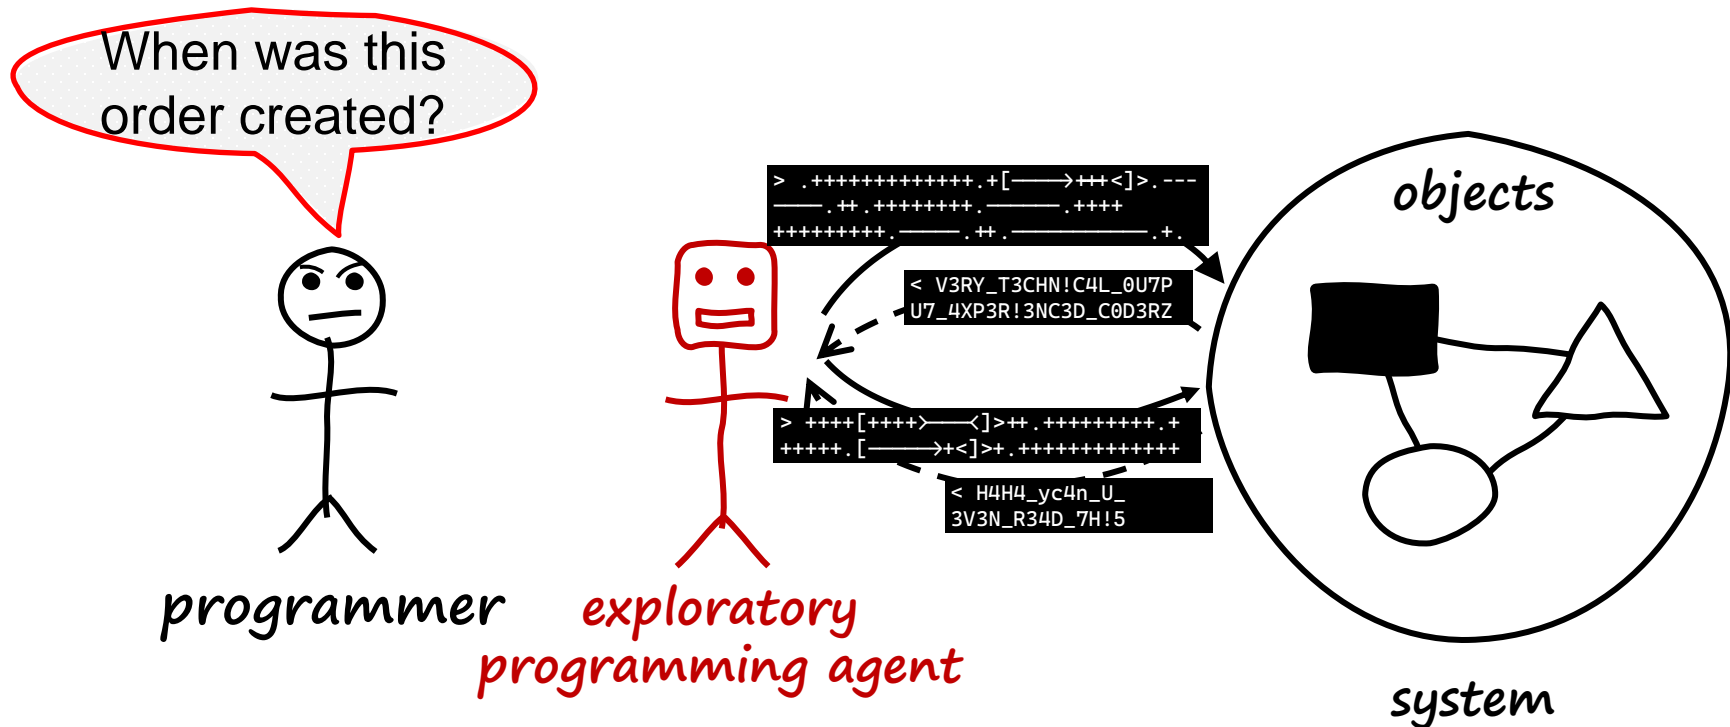 When was this
order created?
> .+++++++++++++.+[----->+++<]>.---
-----.++.++++++++.-------.++++
+++++++++.------.++.-------------.+.
< V3RY_T3CHN!C4L_0U7P
U7_4XP3R!3NC3D_C0D3RZ
> ++++[++++>---<]>++.+++++++++.+
+++++.[------->+<]>+.+++++++++++++
< H4H4_yc4n_U_
3V3N_R34D_7H!5
objects
programmer
exploratory
programming agent
system